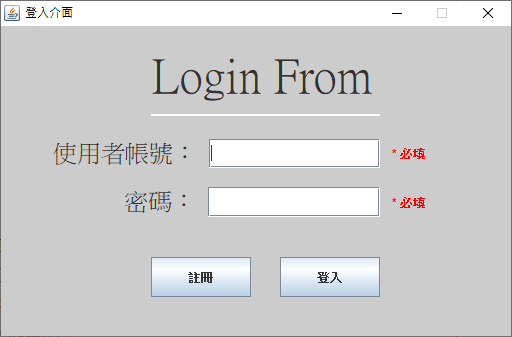 登入介面
Login From
使用者帳號：
* 必填
密碼：
* 必填
註冊
登入